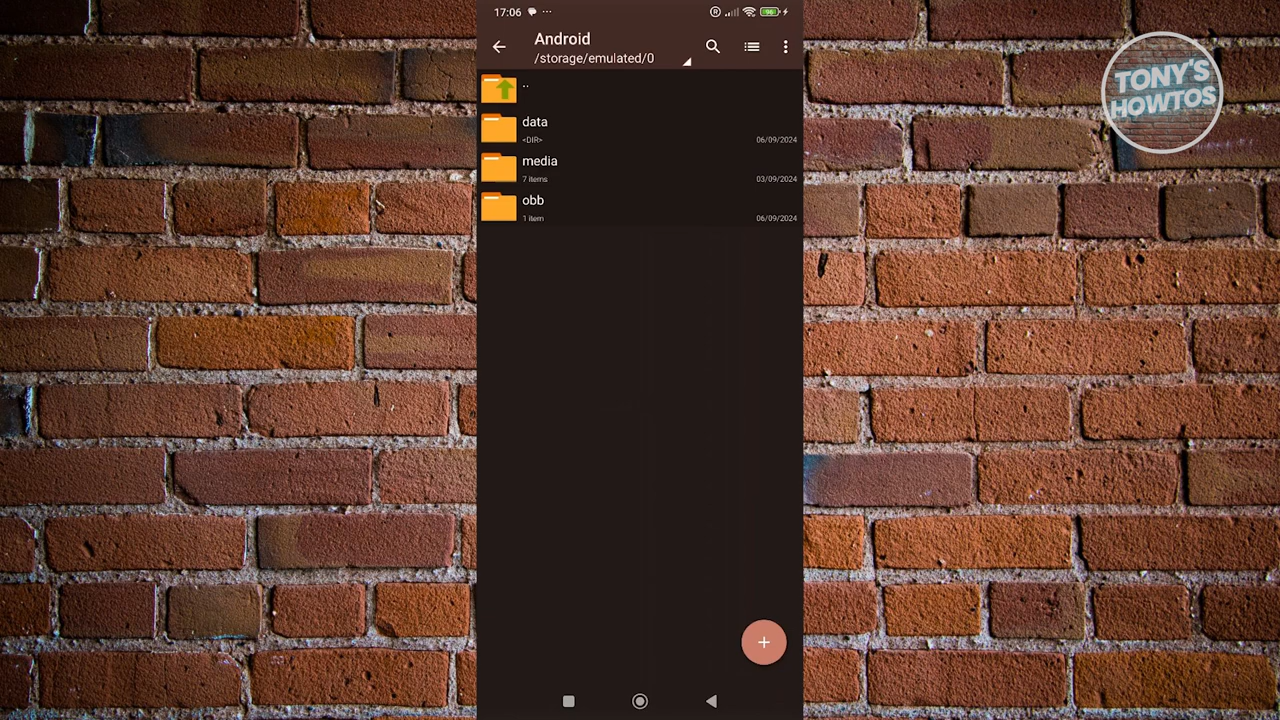 17:06
R
96
Android
/storage/emulated/0
..
data
<DIR>
06/09/2024
media
7 items
03/09/2024
obb
1 item
06/09/2024
+
TONY'S
HOWTOS